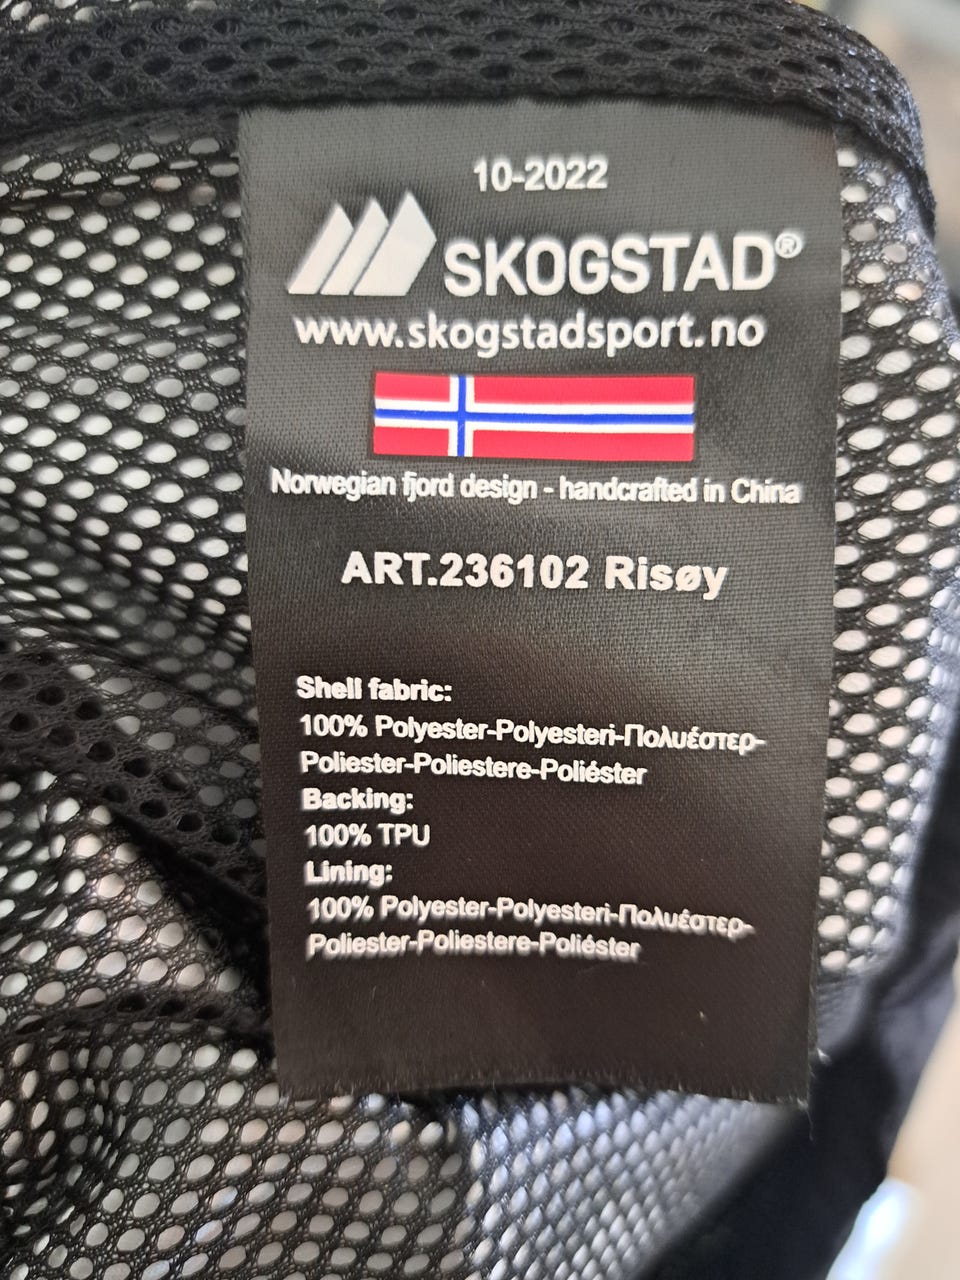 10-2022
SKOGSTAD®
www.skogstadsport.no
Norwegian fjord design - handcrafted in China
ART.236102 Risøy
Shell fabric:
100% Polyester-Polyesteri-Πολυέστερ-
Poliester-Poliestere-Poliéster
Backing:
100% TPU
Lining:
100% Polyester-Polyesteri-Πολυέστερ-
Poliester-Poliestere-Poliéster